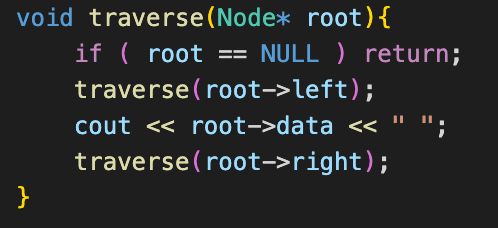 void traverse(Node* root){
    if ( root == NULL ) return;
    traverse(root->left);
    cout << root->data << " ";
    traverse(root->right);
}